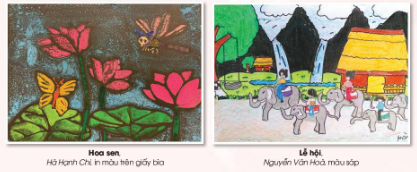 Hoa sen,
Hà Hạnh Chi, in màu trên giấy bìa
Lễ hội,
Nguyễn Văn Hoà, màu sáp